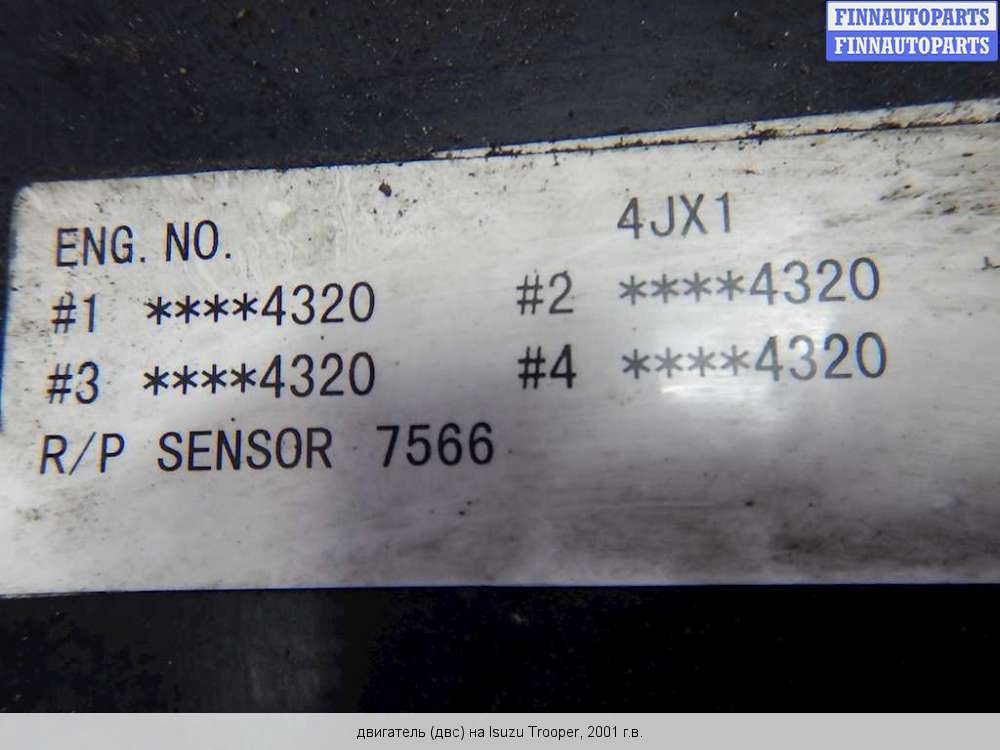 FINNAUTOPARTS
FINNAUTOPARTS
ENG. NO. 4JX1
#1 ****4320 #2 ****4320
#3 ****4320 #4 ****4320
R/P SENSOR 7566
двигатель (двс) на Isuzu Trooper, 2001 г.в.